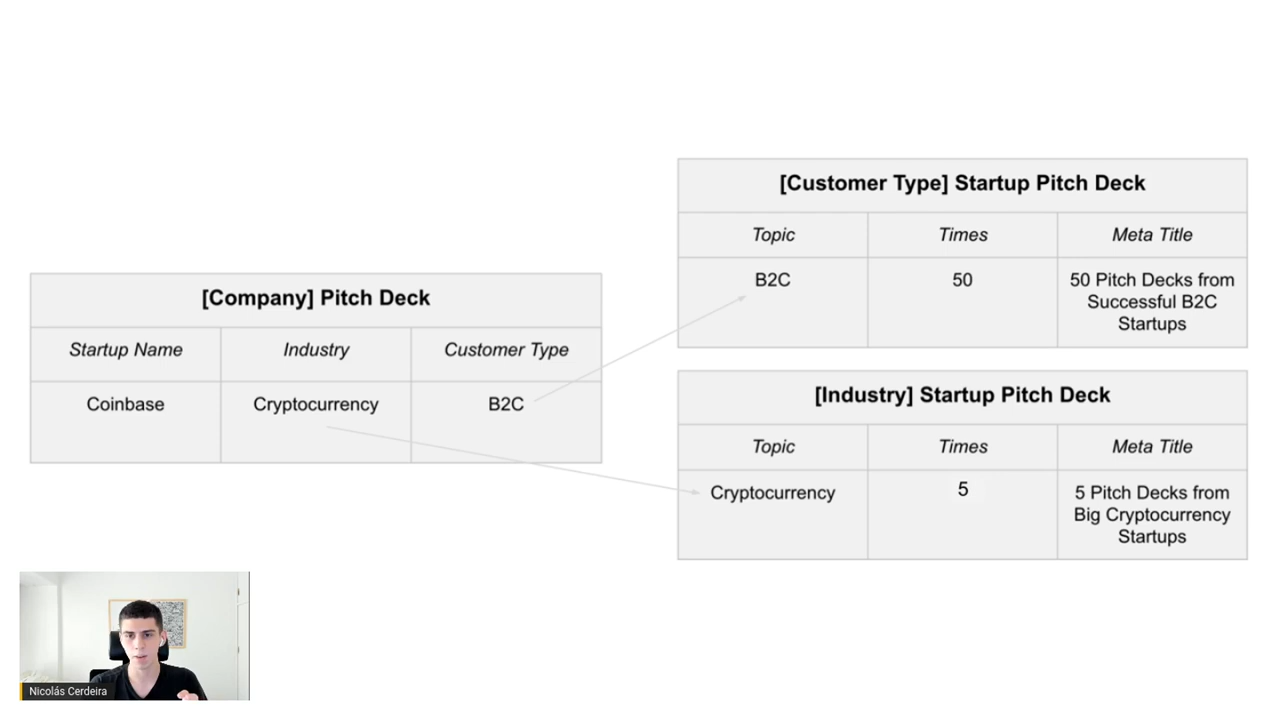 [Company] Pitch Deck
Startup Name Industry Customer Type
Coinbase Cryptocurrency B2C
[Customer Type] Startup Pitch Deck
Topic Times Meta Title
B2C 50 50 Pitch Decks from
Successful B2C
Startups
[Industry] Startup Pitch Deck
Topic Times Meta Title
Cryptocurrency 5 5 Pitch Decks from
Big Cryptocurrency
Startups
Nicolás Cerdeira